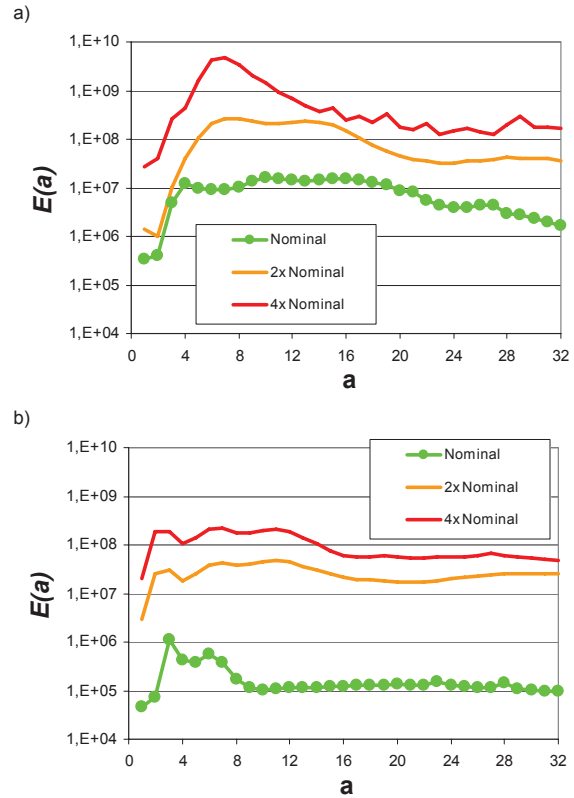 a)
1,E+10
1,E+09
1,E+08
1,E+07
1,E+06
1,E+05
1,E+04
E(a)
Nominal
2x Nominal
4x Nominal
0 4 8 12 16 20 24 28 32
a
b)
1,E+10
1,E+09
1,E+08
1,E+07
1,E+06
1,E+05
1,E+04
E(a)
Nominal
2x Nominal
4x Nominal
0 4 8 12 16 20 24 28 32
a